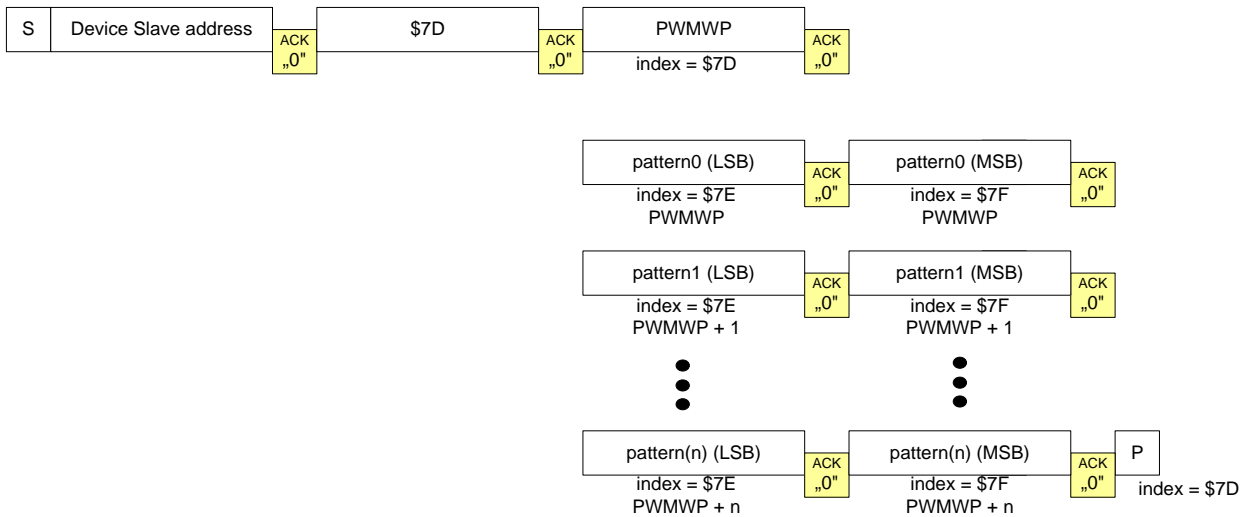 S Device Slave address ACK „0" $7D ACK „0" PWMWP ACK „0"
index = $7D
pattern0 (LSB) ACK „0" pattern0 (MSB) ACK „0"
index = $7E index = $7F
PWMWP PWMWP
pattern1 (LSB) ACK „0" pattern1 (MSB) ACK „0"
index = $7E index = $7F
PWMWP + 1 PWMWP + 1
pattern(n) (LSB) ACK „0" pattern(n) (MSB) ACK „0" P
index = $7E index = $7F index = $7D
PWMWP + n PWMWP + n